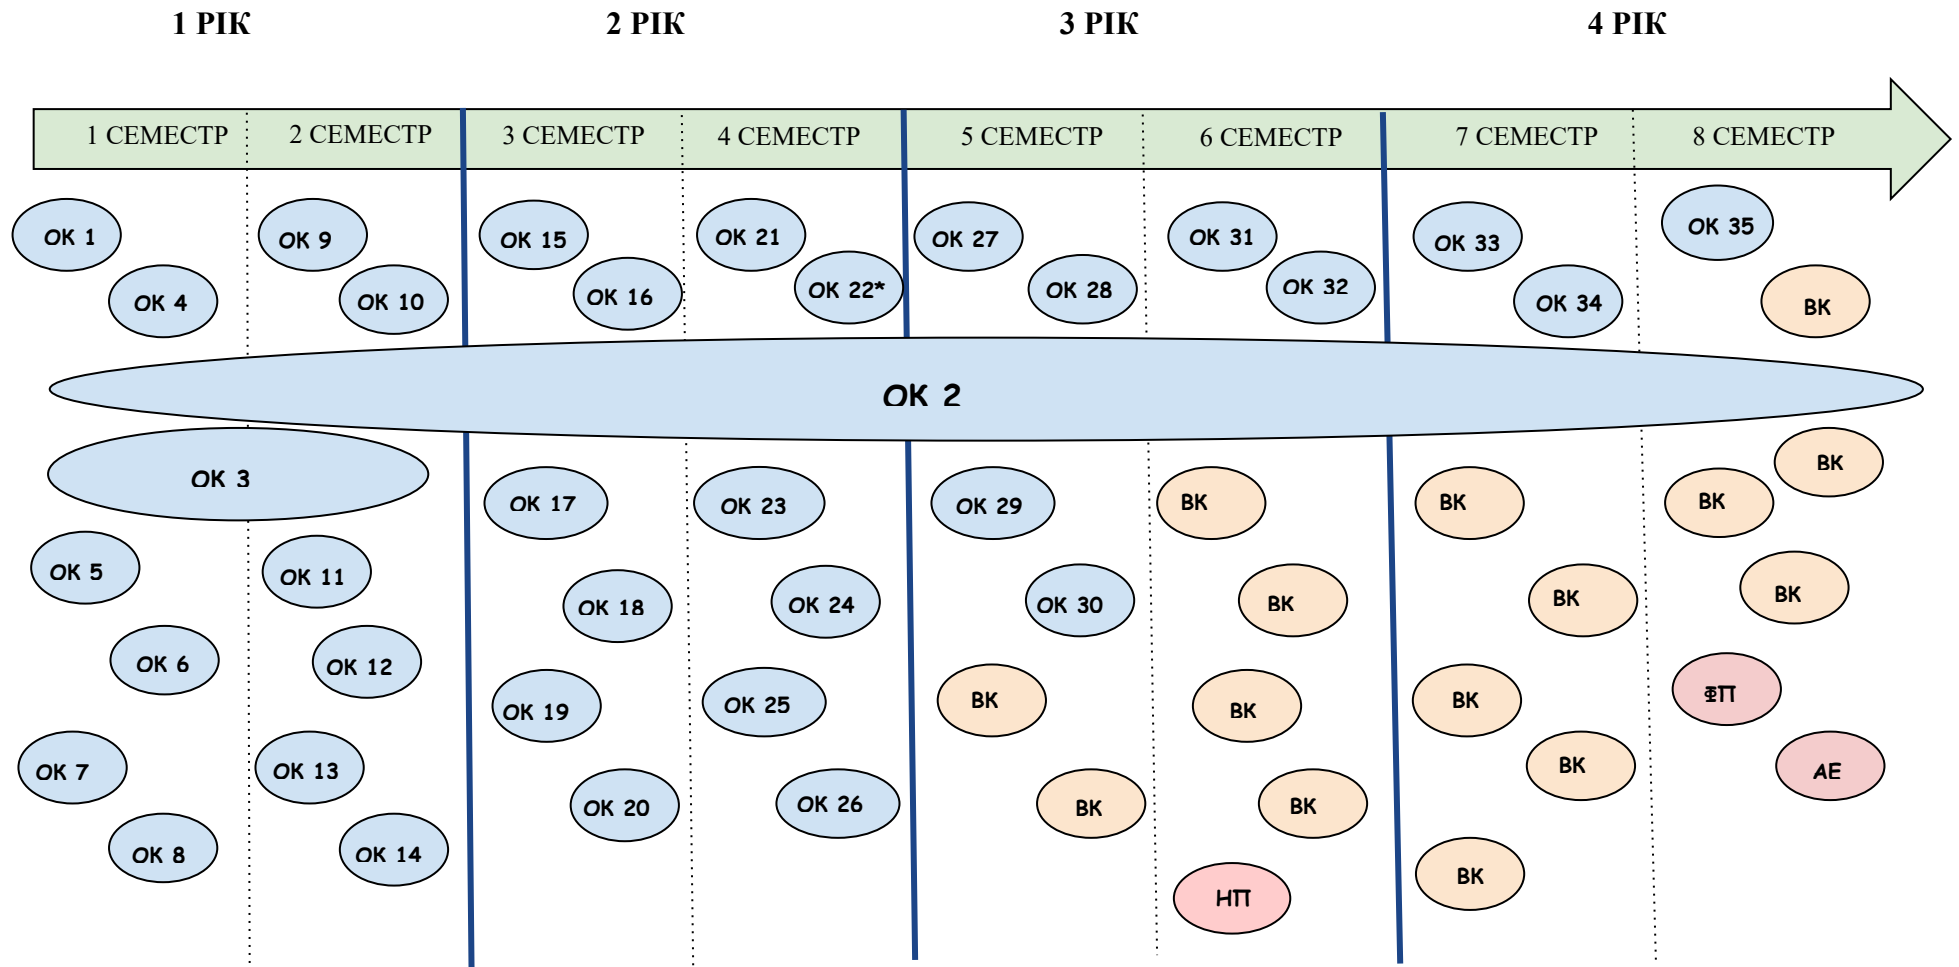 1 РІК 2 РІК 3 РІК 4 РІК
1 СЕМЕСТР 2 СЕМЕСТР 3 СЕМЕСТР 4 СЕМЕСТР 5 СЕМЕСТР 6 СЕМЕСТР 7 СЕМЕСТР 8 СЕМЕСТР
ОК 1 ОК 9 ОК 15 ОК 21 ОК 27 ОК 31 ОК 33 ОК 35
ОК 4 ОК 10 ОК 16 ОК 22* ОК 28 ОК 32 ОК 34 ВК
ОК 2
ВК
ОК 3
ОК 17 ОК 23 ОК 29 ВК ВК ВК
ОК 5 ОК 11 ОК 18 ОК 24 ОК 30 ВК ВК ВК
ОК 6 ОК 12
ОК 19 ОК 25 ВК ВК ВК ФП
ОК 7 ОК 13 ВК АЕ
ОК 20 ОК 26 ВК ВК
ОК 8 ОК 14 ВК
НП